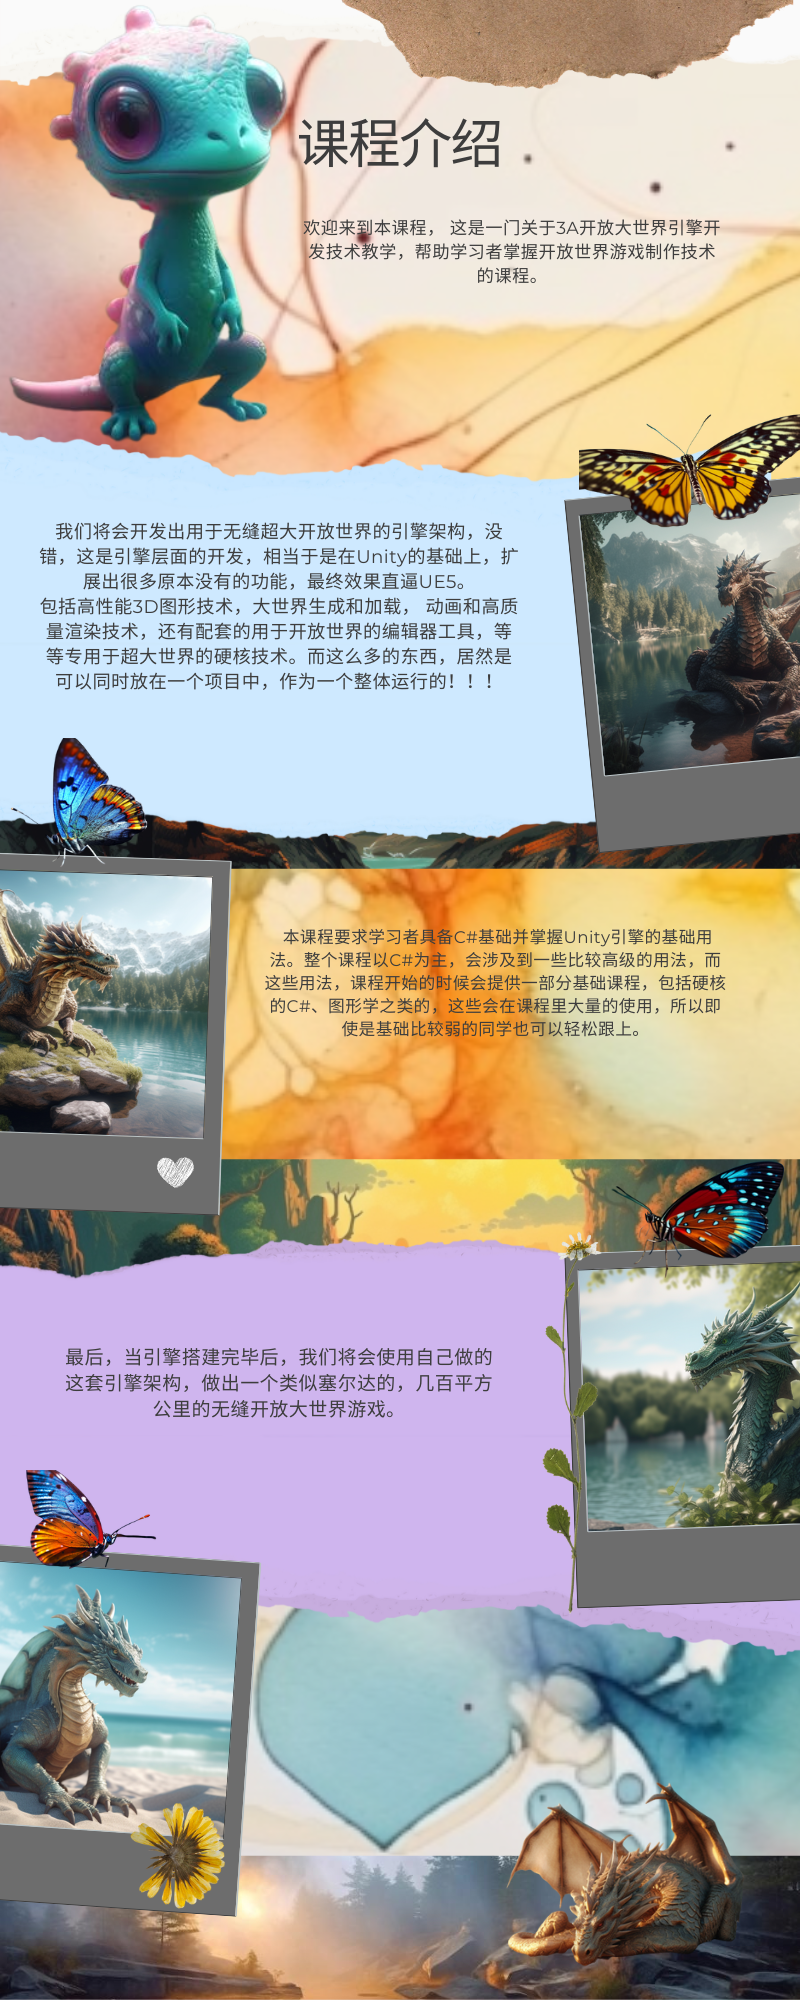 课程介绍
欢迎来到本课程， 这是一门关于3A开放大世界引擎开
发技术教学，帮助学习者掌握开放世界游戏制作技术
的课程。
我们将会开发出用于无缝超大开放世界的引擎架构，没
错，这是引擎层面的开发，相当于是在Unity的基础上，扩
展出很多原本没有的功能，最终效果直逼UE5。
包括高性能3D图形技术，大世界生成和加载， 动画和高质
量渲染技术，还有配套的用于开放世界的编辑器工具，等
等专用于超大世界的硬核技术。而这么多的东西，居然是
可以同时放在一个项目中，作为一个整体运行的！！！
本课程要求学习者具备C#基础并掌握Unity引擎的基础用
法。整个课程以C#为主，会涉及到一些比较高级的用法，而
这些用法，课程开始的时候会提供一部分基础课程，包括硬核
的C#、图形学之类的，这些会在课程里大量的使用，所以即
使是基础比较弱的同学也可以轻松跟上。
最后，当引擎搭建完毕后，我们将会使用自己做的
这套引擎架构，做出一个类似塞尔达的，几百平方
公里的无缝开放大世界游戏。